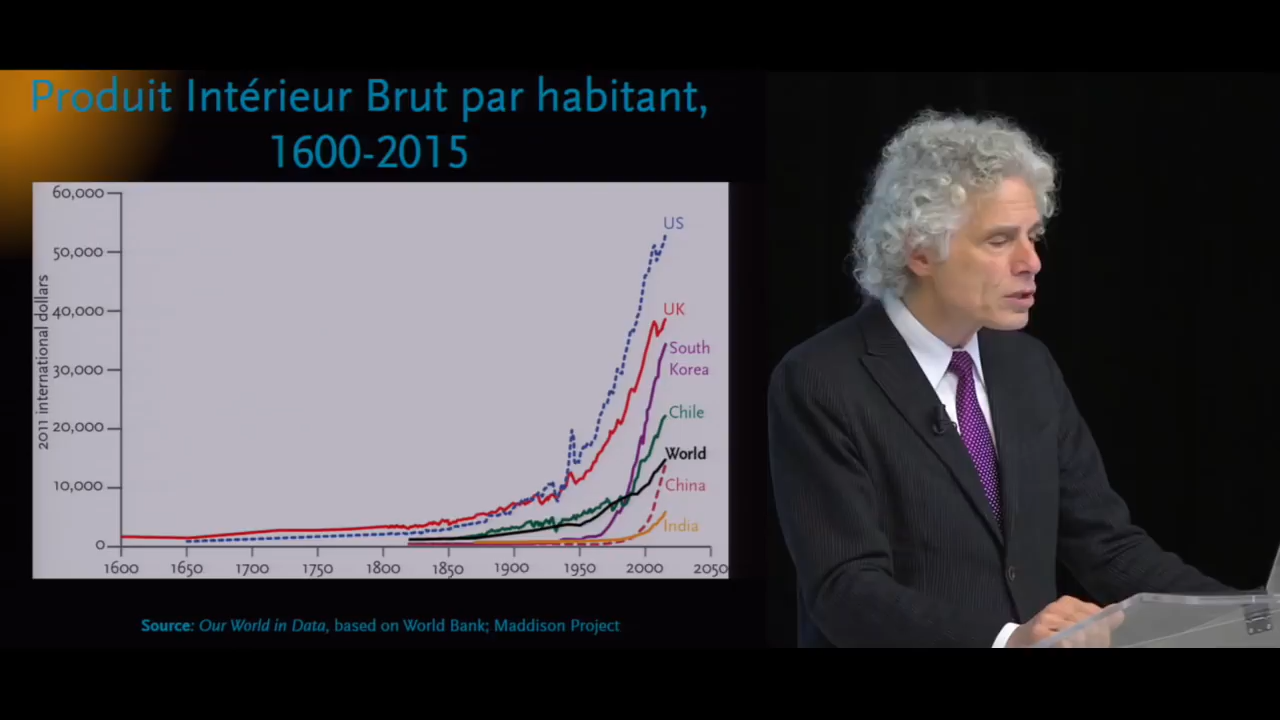 Produit Intérieur Brut par habitant,
1600-2015
60,000
50,000
40,000
30,000
20,000
10,000
0
2011 international dollars
US
UK
South
Korea
Chile
World
China
India
1600 1650 1700 1750 1800 1850 1900 1950 2000 2050
Source: Our World in Data, based on World Bank; Maddison Project